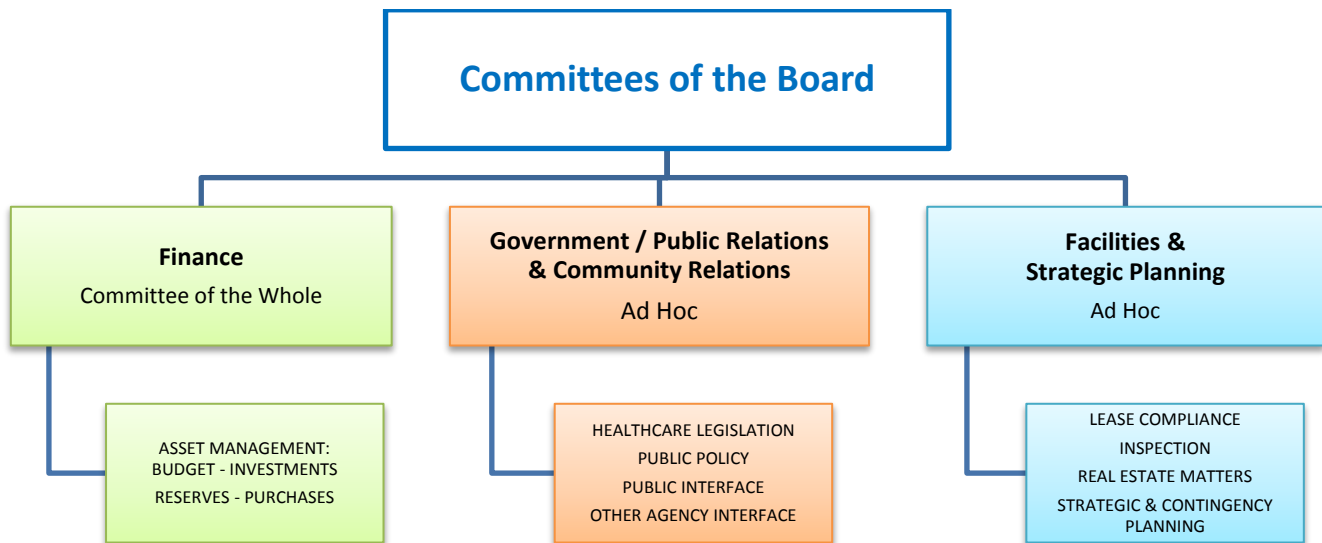 Committees of the Board
Finance
Committee of the Whole
Government / Public Relations
& Community Relations
Ad Hoc
Facilities &
Strategic Planning
Ad Hoc
ASSET MANAGEMENT:
BUDGET - INVESTMENTS
RESERVES - PURCHASES
HEALTHCARE LEGISLATION
PUBLIC POLICY
PUBLIC INTERFACE
OTHER AGENCY INTERFACE
LEASE COMPLIANCE
INSPECTION
REAL ESTATE MATTERS
STRATEGIC & CONTINGENCY
PLANNING